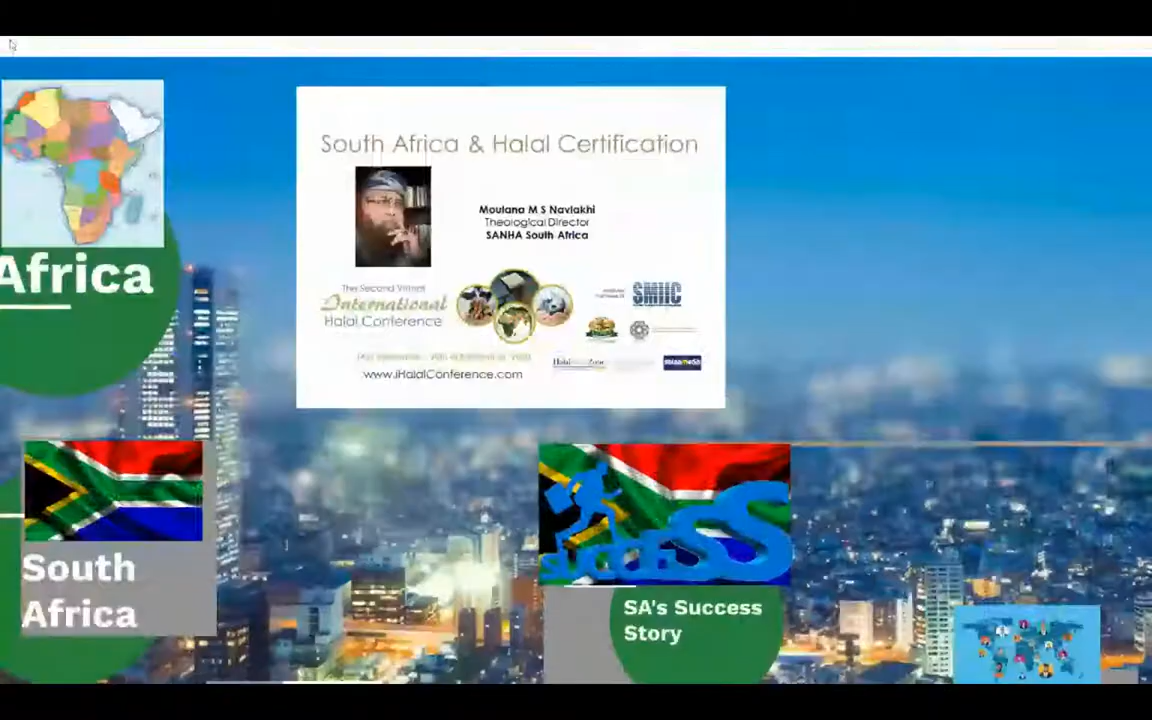 South Africa & Halal Certification
Moulana M S Navlakhi
Theological Director
SANHA South Africa
The Second Virtual
International
Halal Conference
SMIIC
www.iHalalConference.com
Africa
South
Africa
success
SA's Success
Story